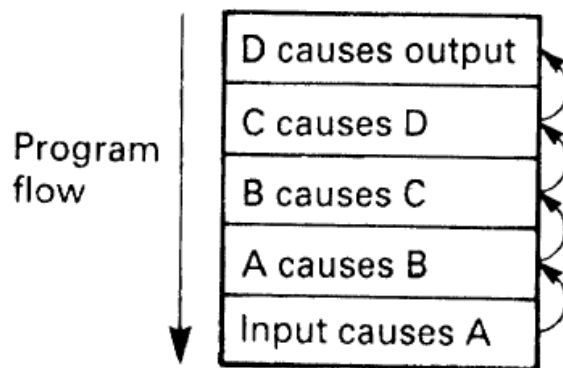 Program
flow
D causes output
C causes D
B causes C
A causes B
Input causes A